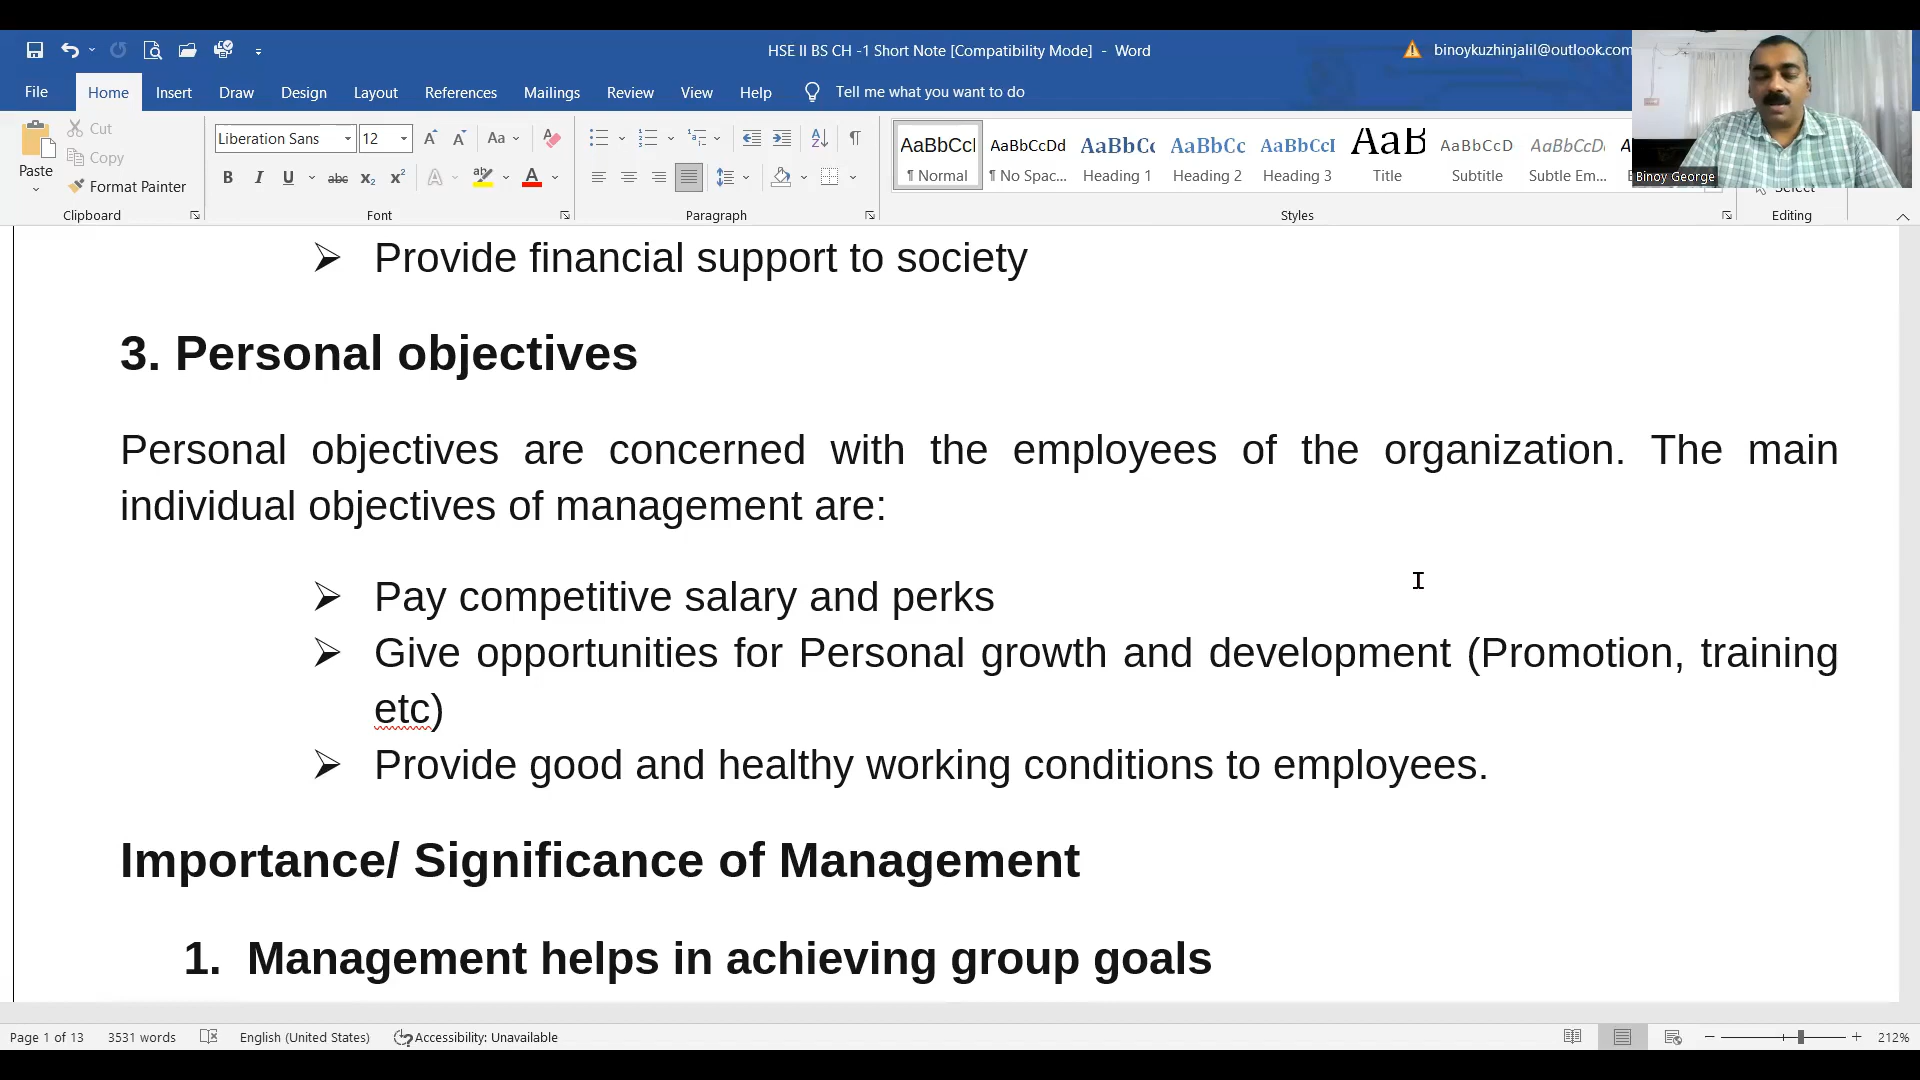 HSE II BS CH -1 Short Note [Compatibility Mode] - Word
binoykuzhinjalil@outlook.com
File Home Insert Draw Design Layout References Mailings Review View Help Tell me what you want to do
Paste
Cut
Copy
Format Painter
Clipboard
Liberation Sans 12
Font
Paragraph
AaBbCcI AaBbCcDd AaBbCc AaBbCc AaBbCcI AaB AaBbCcD AaBbCcDc
¶ Normal ¶ No Spac... Heading 1 Heading 2 Heading 3 Title Subtitle Subtle Em...
Styles
Select
Editing
Binoy George
Provide financial support to society
3. Personal objectives
Personal objectives are concerned with the employees of the organization. The main
individual objectives of management are:
Pay competitive salary and perks
Give opportunities for Personal growth and development (Promotion, training
etc)
Provide good and healthy working conditions to employees.
Importance/ Significance of Management
1. Management helps in achieving group goals
Page 1 of 13 3531 words English (United States) Accessibility: Unavailable 212%